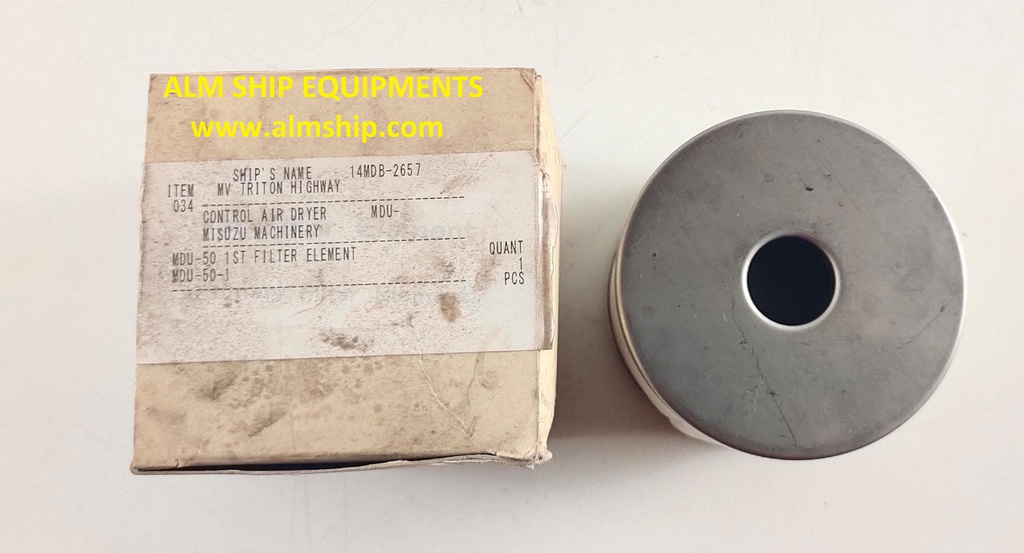 ALM SHIP EQUIPMENTS
www.almship.com
SHIP'S NAME 14MDB-2657
ITEM MV TRITON HIGHWAY
034
CONTROL AIR DRYER MDU-
MISUZU MACHINERY
QUANT
MDU-50 1ST FILTER ELEMENT 1
MDU-50-1 PCS